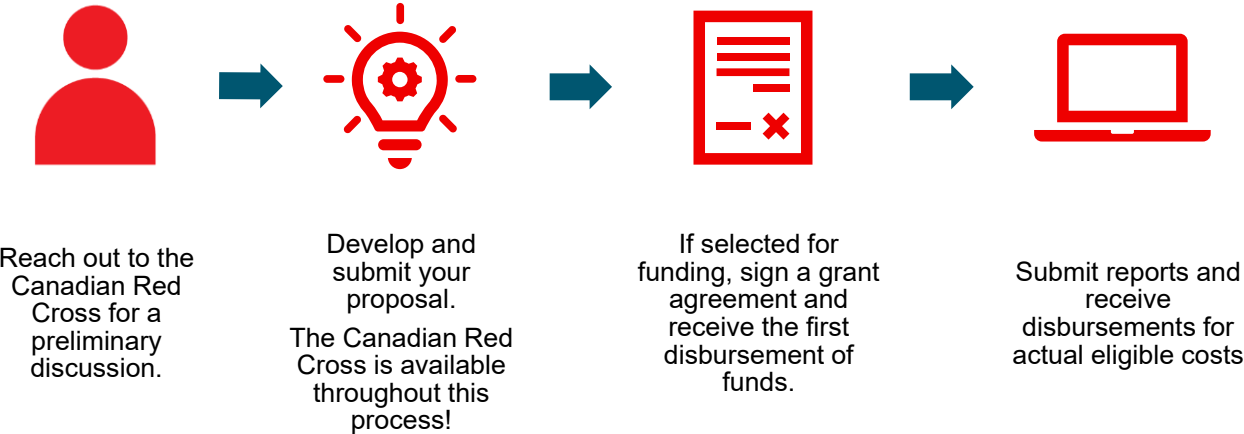 Reach out to the
Canadian Red
Cross for a
preliminary
discussion.
Develop and
submit your
proposal.
The Canadian Red
Cross is available
throughout this
process!
If selected for
funding, sign a grant
agreement and
receive the first
disbursement of
funds.
Submit reports and
receive
disbursements for
actual eligible costs